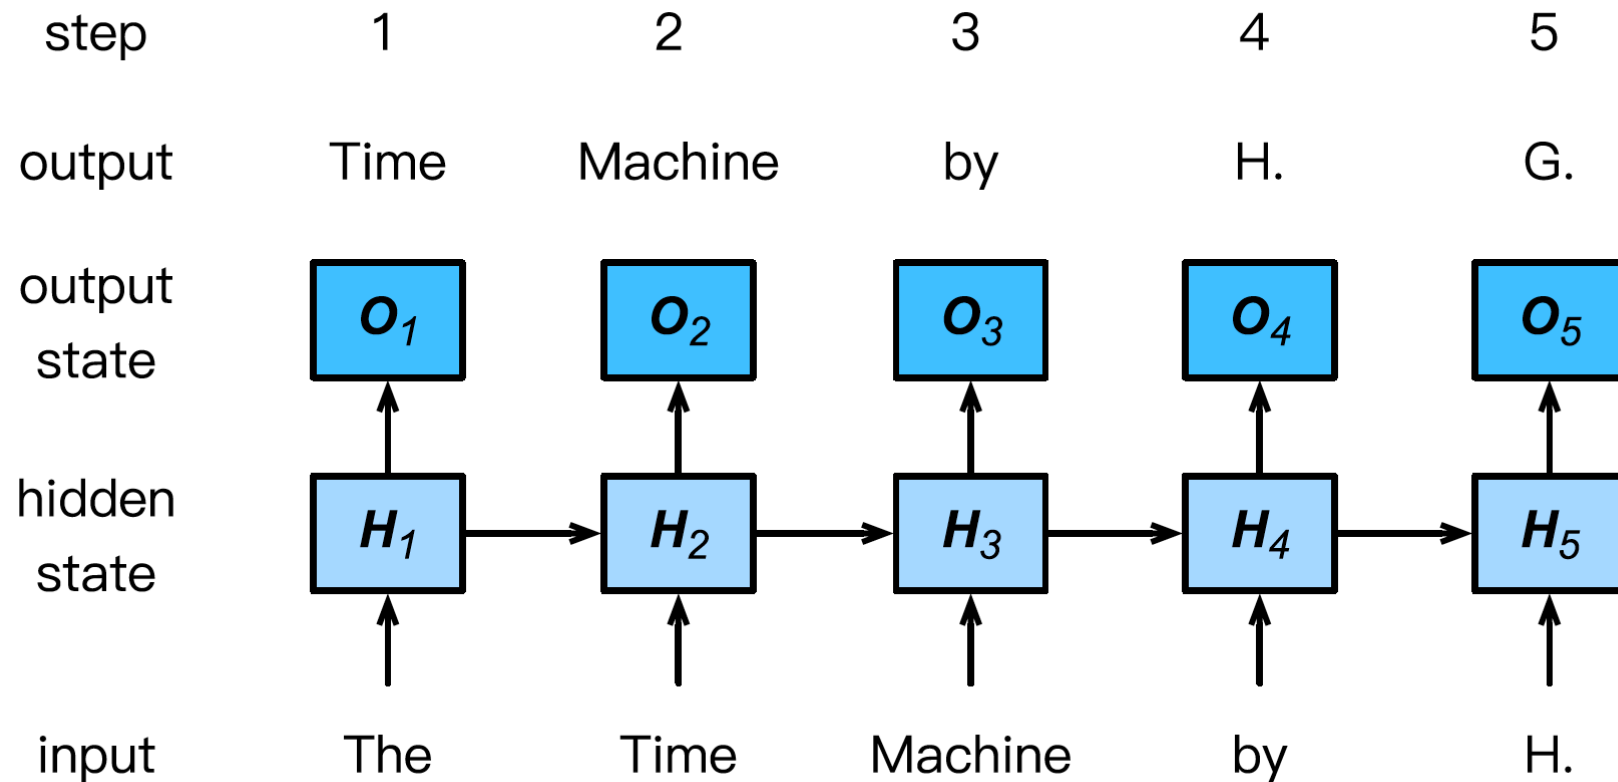 step 1 2 3 4 5
output Time Machine by H. G.
output
state
O1 O2 O3 O4 O5
hidden
state
H1 H2 H3 H4 H5
input The Time Machine by H.